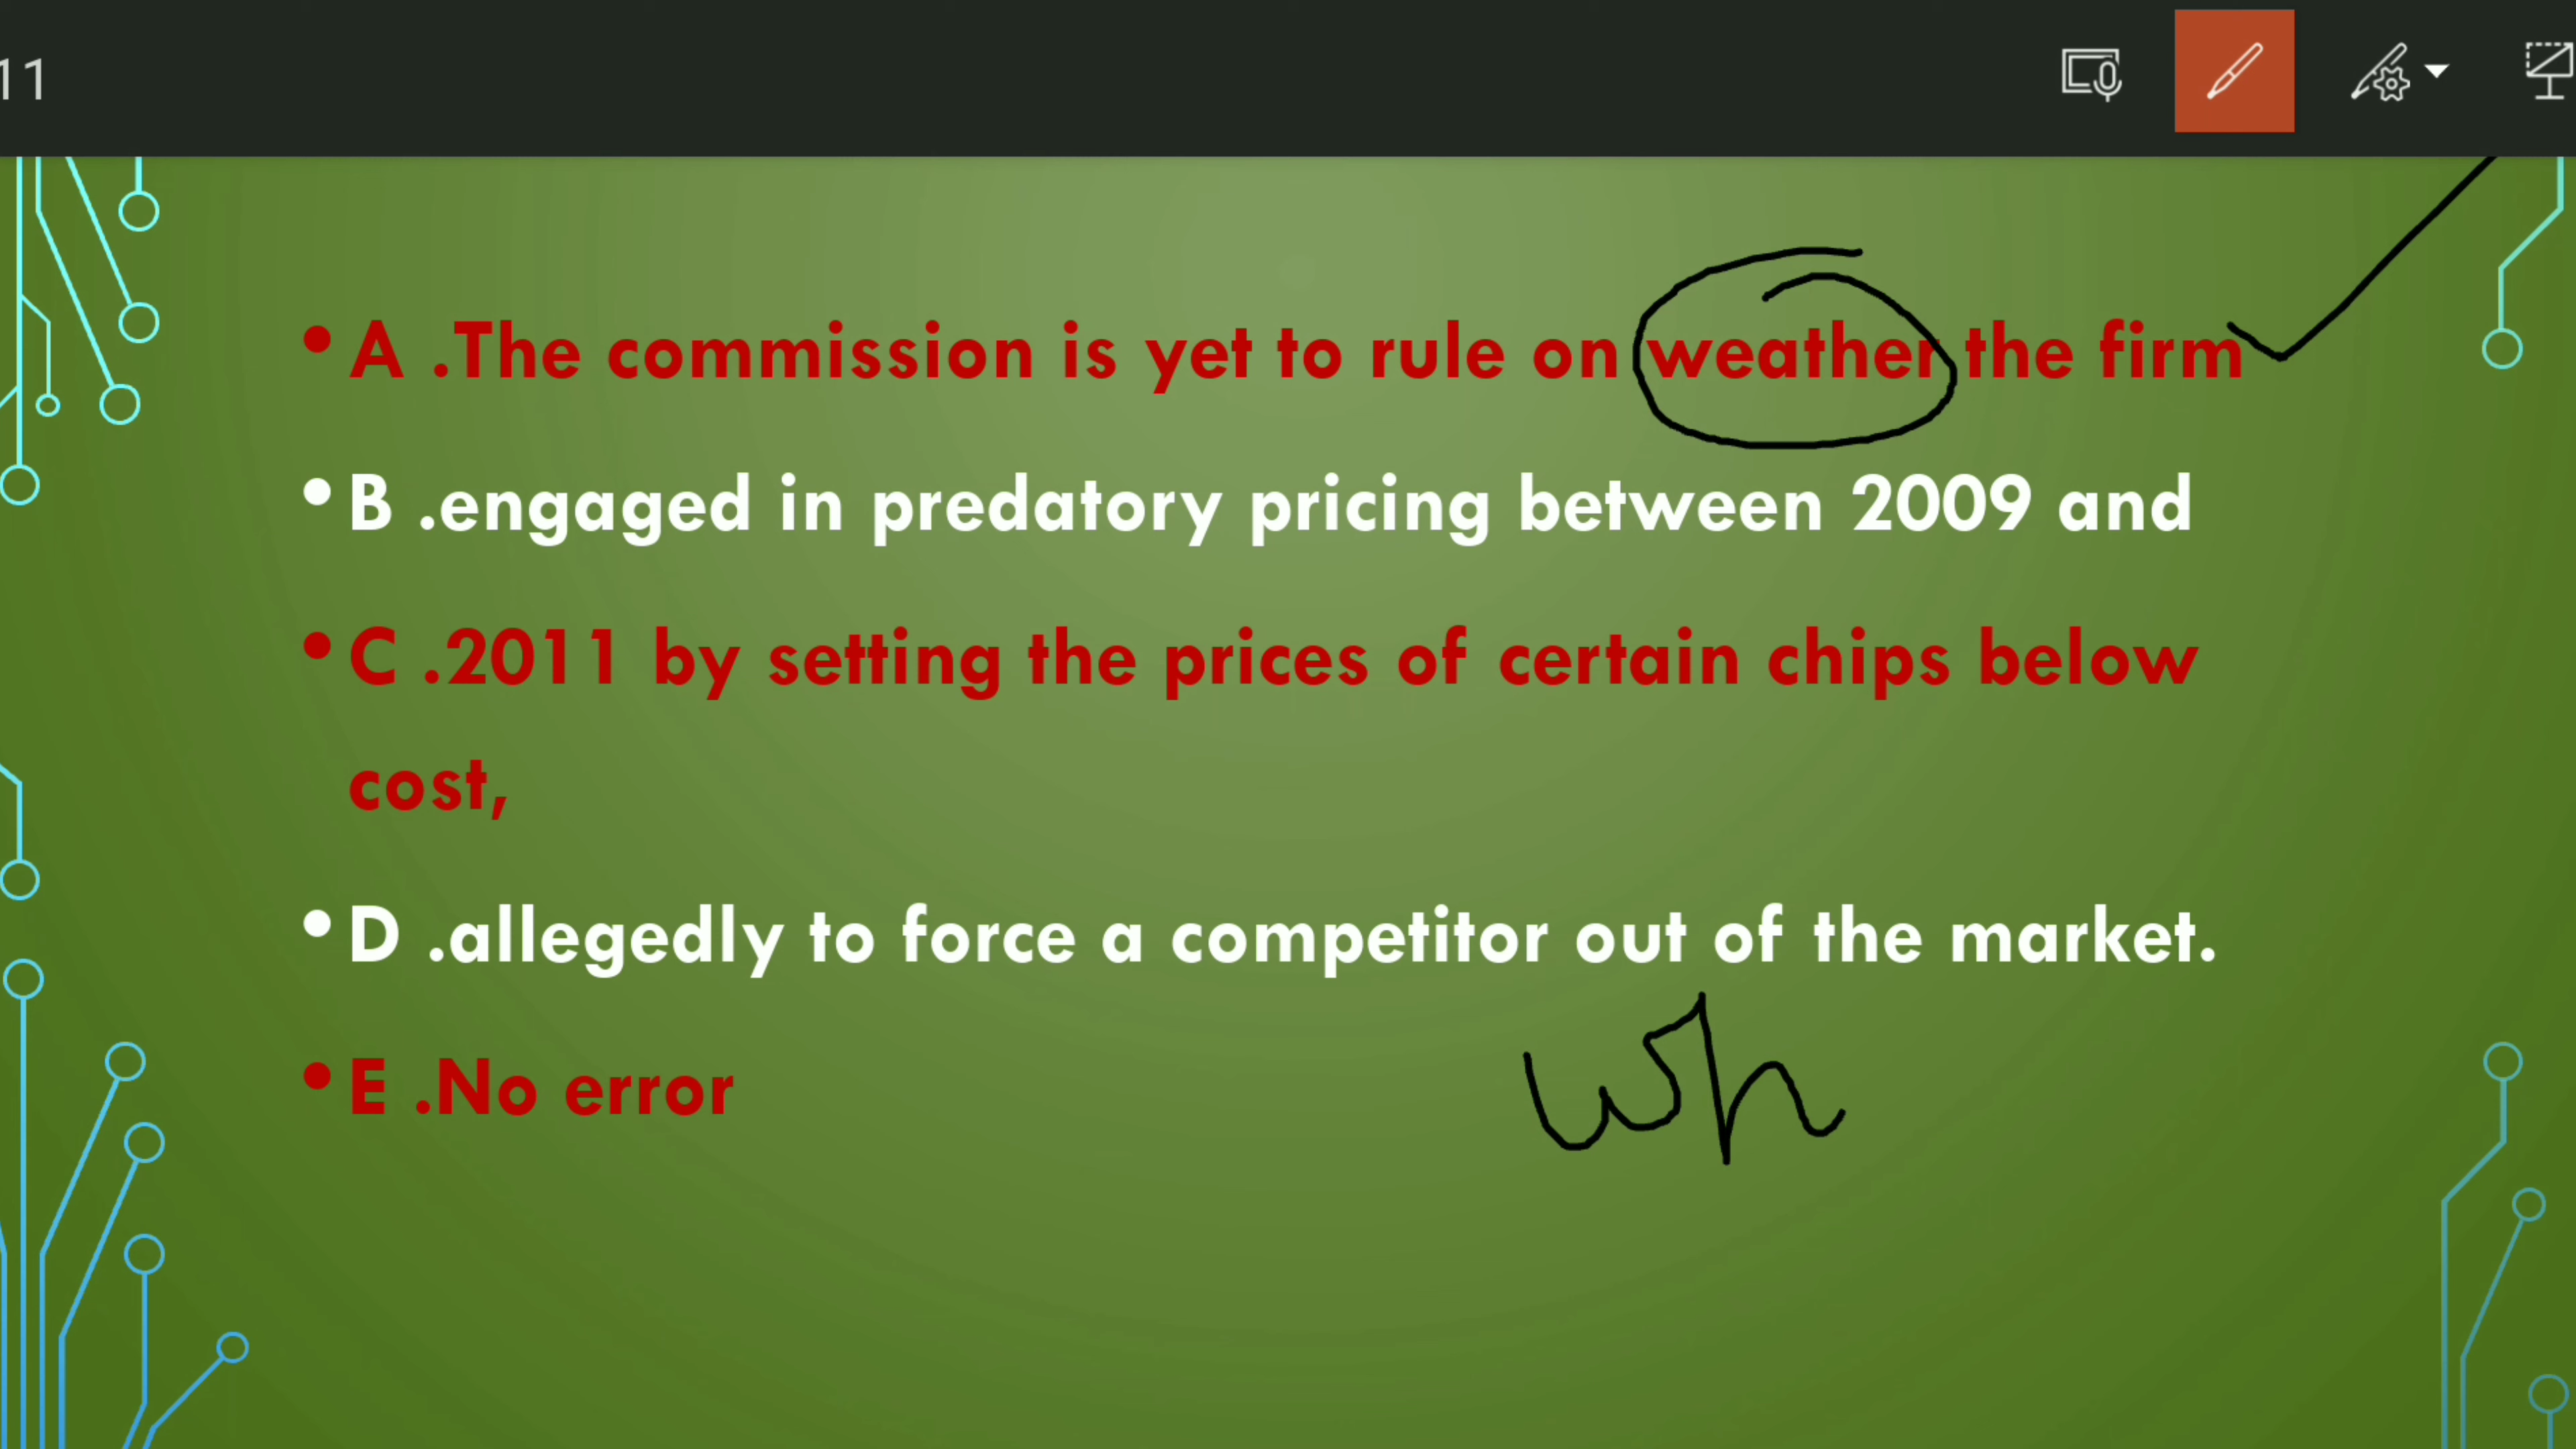 11
• A .The commission is yet to rule on weather the firm
• B .engaged in predatory pricing between 2009 and
• C .2011 by setting the prices of certain chips below
cost,
• D .allegedly to force a competitor out of the market.
wh
• E .No error